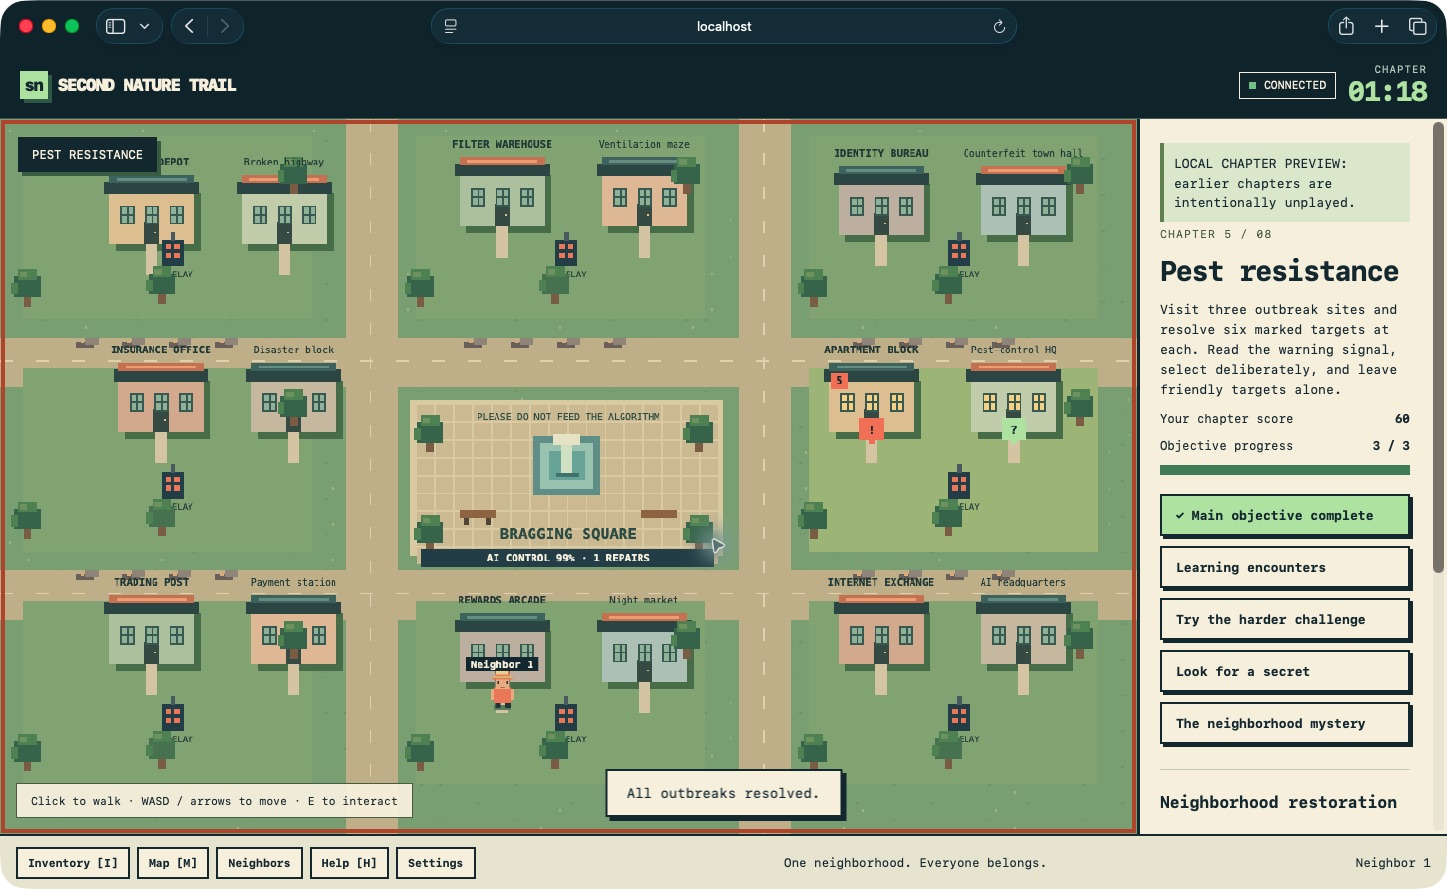 localhost
sn SECOND NATURE TRAIL
CONNECTED
CHAPTER
01:18
PEST RESISTANCE
DEPOT
Broken highway
FILTER WAREHOUSE
Ventilation maze
IDENTITY BUREAU
Counterfeit town hall
INSURANCE OFFICE
Disaster block
APARTMENT BLOCK
Pest control HQ
5
!
?
PLEASE DO NOT FEED THE ALGORITHM
BRAGGING SQUARE
AI CONTROL 99% · 1 REPAIRS
TRADING POST
Payment station
REWARDS ARCADE
Night market
INTERNET EXCHANGE
AI headquarters
Neighbor 1
Click to walk · WASD / arrows to move · E to interact
All outbreaks resolved.
LOCAL CHAPTER PREVIEW:
earlier chapters are
intentionally unplayed.
CHAPTER 5 / 08
Pest resistance
Visit three outbreak sites and
resolve six marked targets at
each. Read the warning signal,
select deliberately, and leave
friendly targets alone.
Your chapter score 60
Objective progress 3 / 3
✓ Main objective complete
Learning encounters
Try the harder challenge
Look for a secret
The neighborhood mystery
Neighborhood restoration
Inventory [I]
Map [M]
Neighbors
Help [H]
Settings
One neighborhood. Everyone belongs.
Neighbor 1